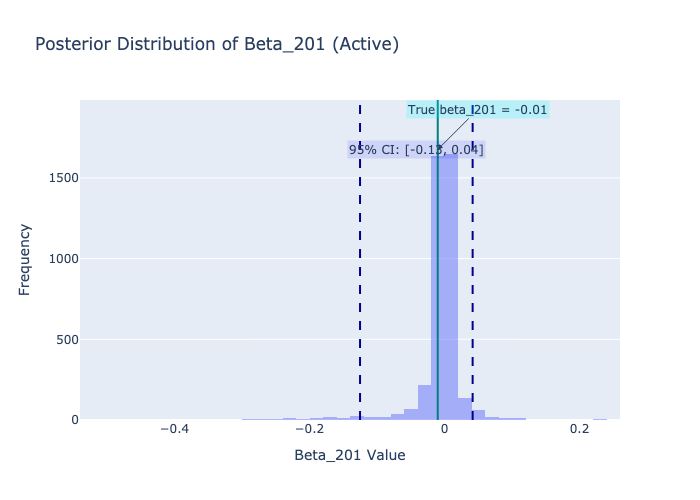 Posterior Distribution of Beta_201 (Active)
True beta_201 = -0.01
95% CI: [-0.13, 0.04]
1500
1000
500
0
Frequency
−0.4
−0.2
0
0.2
Beta_201 Value